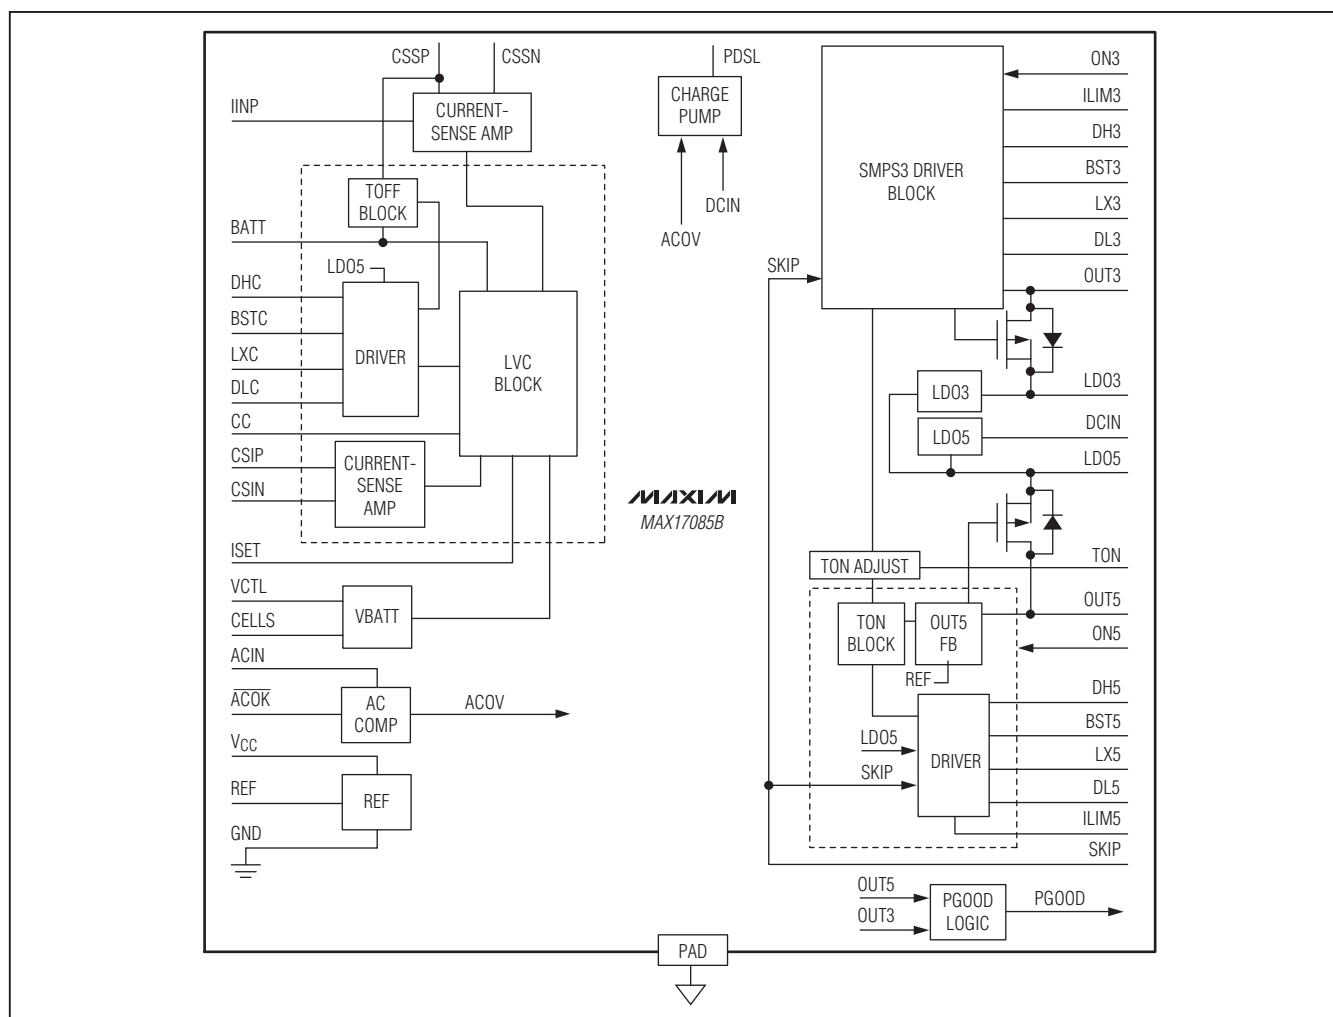 CSSP
CSSN
IINP
CURRENT-
SENSE AMP
TOFF
BLOCK
BATT
LDO5
DHC
BSTC
LXC
DLC
DRIVER
LVC
BLOCK
CC
CSIP
CSIN
CURRENT-
SENSE
AMP
ISET
VCTL
CELLS
VBATT
ACIN
ACOK
AC
COMP
ACOV
VCC
REF
REF
GND
PDSL
CHARGE
PUMP
DCIN
ACOV
MAXIM
MAX17085B
SMPS3 DRIVER
BLOCK
SKIP
ON3
ILIM3
DH3
BST3
LX3
DL3
OUT3
LDO3
LDO3
DCIN
LDO5
LDO5
TON ADJUST
TON
TON
BLOCK
OUT5
FB
REF
OUT5
ON5
LDO5
SKIP
DRIVER
DH5
BST5
LX5
DL5
ILIM5
SKIP
OUT5
OUT3
PGOOD
LOGIC
PGOOD
PAD